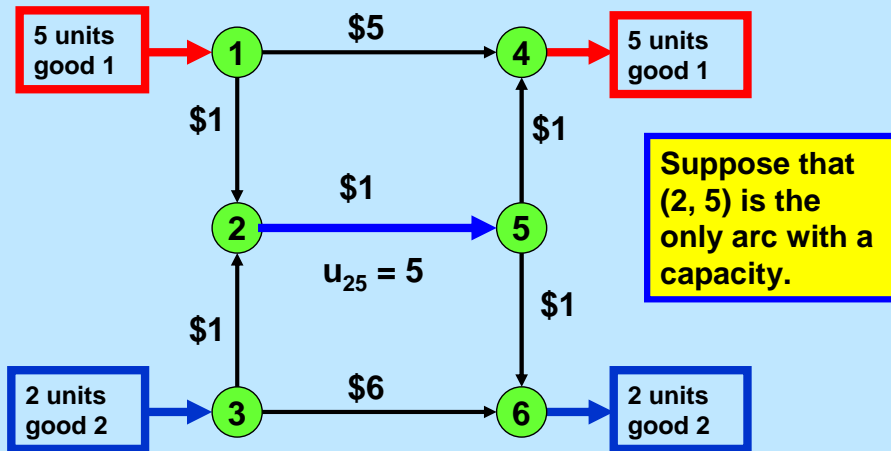 5 units
good 1
1
$5
4
5 units
good 1
$1
$1
Suppose that
(2, 5) is the
only arc with a
capacity.
2
$1
5
u25 = 5
$1
$1
2 units
good 2
3
$6
6
2 units
good 2